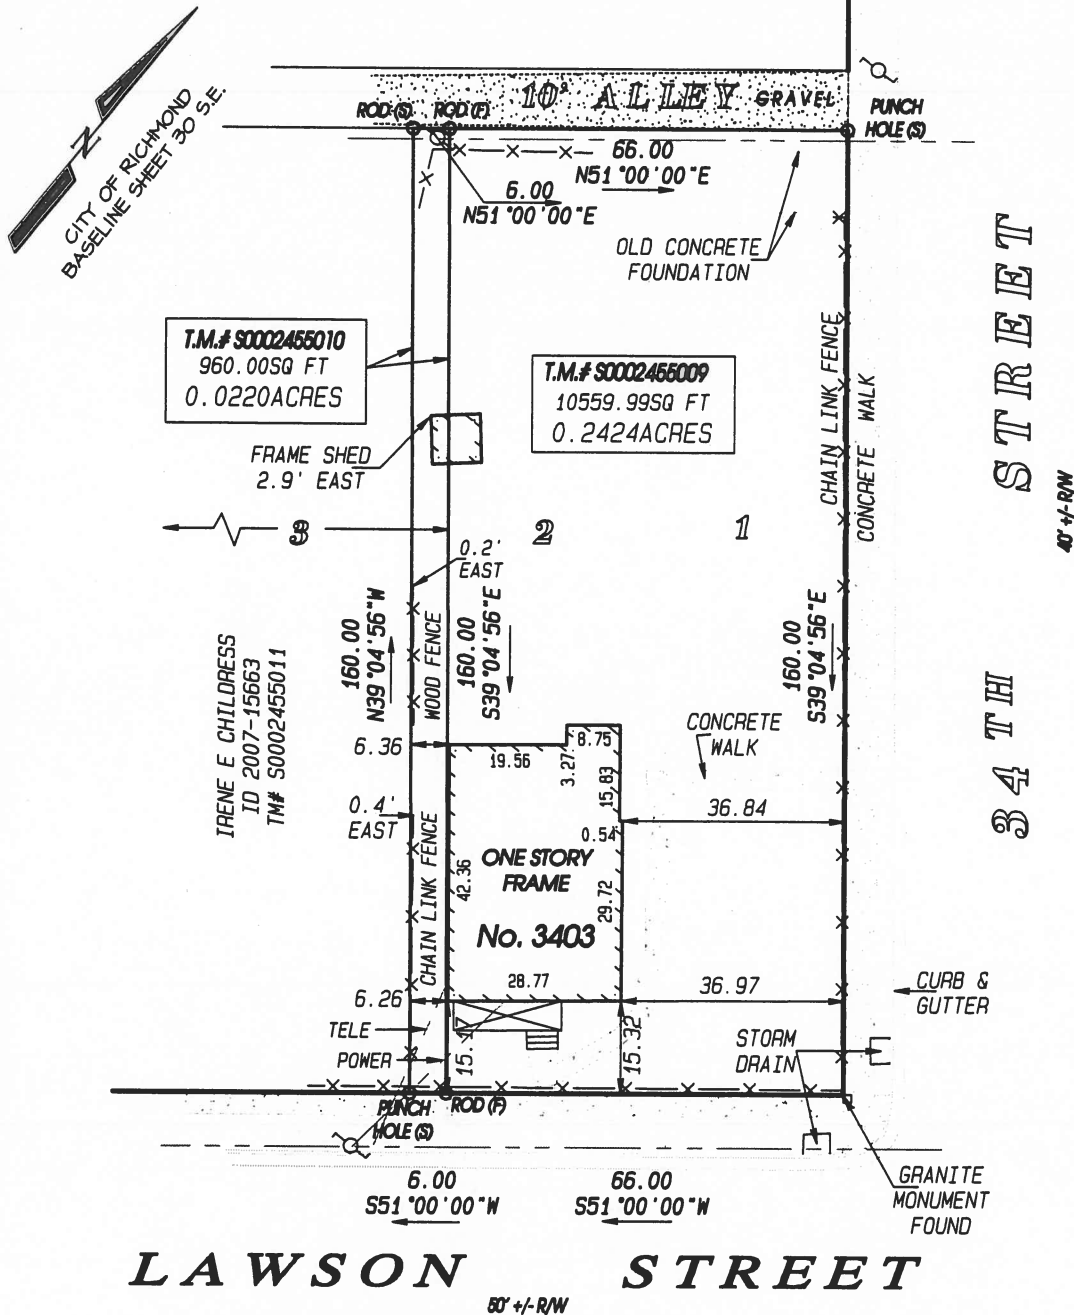 N
CITY OF RICHMOND
BASELINE SHEET 30 S.E.
10' ALLEY GRAVEL
ROD (S)
ROD (F)
PUNCH
HOLE (S)
66.00
N51°00'00"E
6.00
N51°00'00"E
OLD CONCRETE
FOUNDATION
T.M.# S0002455010
960.00SQ FT
0.0220ACRES
T.M.# S0002455009
10559.99SQ FT
0.2424ACRES
FRAME SHED
2.9' EAST
3
2
1
0.2'
EAST
CHAIN LINK FENCE
CONCRETE WALK
34TH STREET
40' +/- R/W
IRENE E CHILDRESS
ID 2007-15663
TM# S0002455011
160.00
N39°04'56"W
WOOD FENCE
160.00
S39°04'56"E
160.00
S39°04'56"E
CONCRETE
WALK
6.36
19.56
8.75
3.27
15.83
36.84
0.4'
EAST
0.54
CHAIN LINK FENCE
42.36
ONE STORY
FRAME
No. 3403
29.72
28.77
6.26
36.97
CURB &
GUTTER
TELE
POWER
15.17
15.32
STORM
DRAIN
PUNCH
HOLE (S)
ROD (F)
GRANITE
MONUMENT
FOUND
6.00
S51°00'00"W
66.00
S51°00'00"W
LAWSON STREET
50' +/- R/W